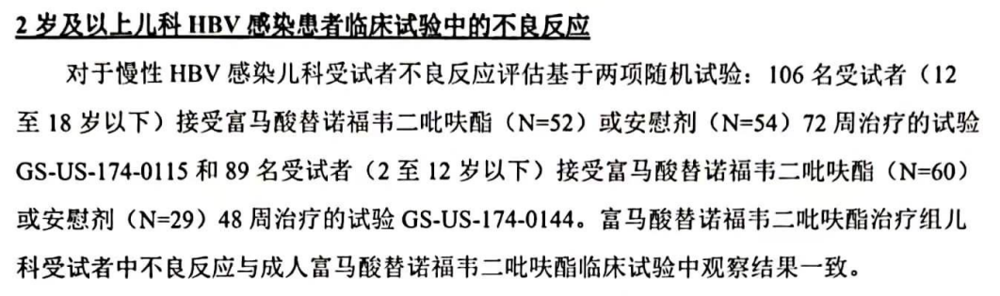 2 岁及以上儿科 HBV 感染患者临床试验中的不良反应
对于慢性 HBV 感染儿科受试者不良反应评估基于两项随机试验：106 名受试者（12
至 18 岁以下）接受富马酸替诺福韦二吡呋酯（N=52）或安慰剂（N=54）72 周治疗的试验
GS-US-174-0115 和 89 名受试者（2 至 12 岁以下）接受富马酸替诺福韦二吡呋酯（N=60）
或安慰剂（N=29）48 周治疗的试验 GS-US-174-0144。富马酸替诺福韦二吡呋酯治疗组儿
科受试者中不良反应与成人富马酸替诺福韦二吡呋酯临床试验中观察结果一致。